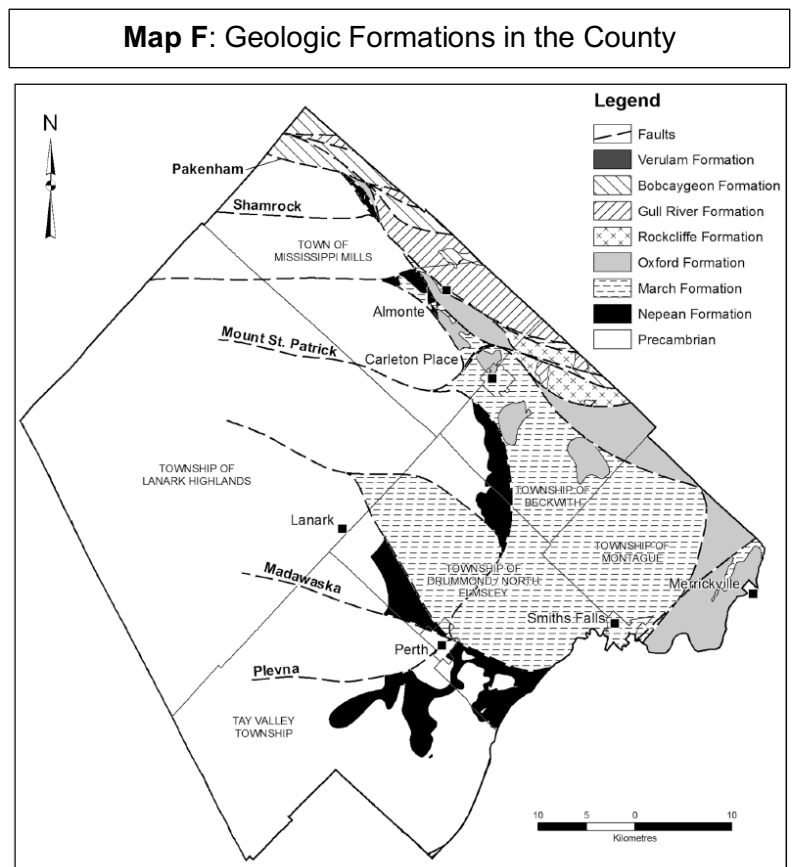 Map F: Geologic Formations in the County
N
Legend
Faults
Verulam Formation
Bobcaygeon Formation
Gull River Formation
Rockcliffe Formation
Oxford Formation
March Formation
Nepean Formation
Precambrian
Pakenham
Shamrock
TOWN OF
MISSISSIPPI MILLS
Almonte
Mount St. Patrick
Carleton Place
TOWNSHIP OF
LANARK HIGHLANDS
TOWNSHIP OF
BECKWITH
Lanark
TOWNSHIP OF
MONTAGUE
Madawaska
TOWNSHIP OF
DRUMMOND / NORTH
ELMSLEY
Merrickville
Smiths Falls
Perth
Plevna
TAY VALLEY
TOWNSHIP
10 5 0 10
Kilometres